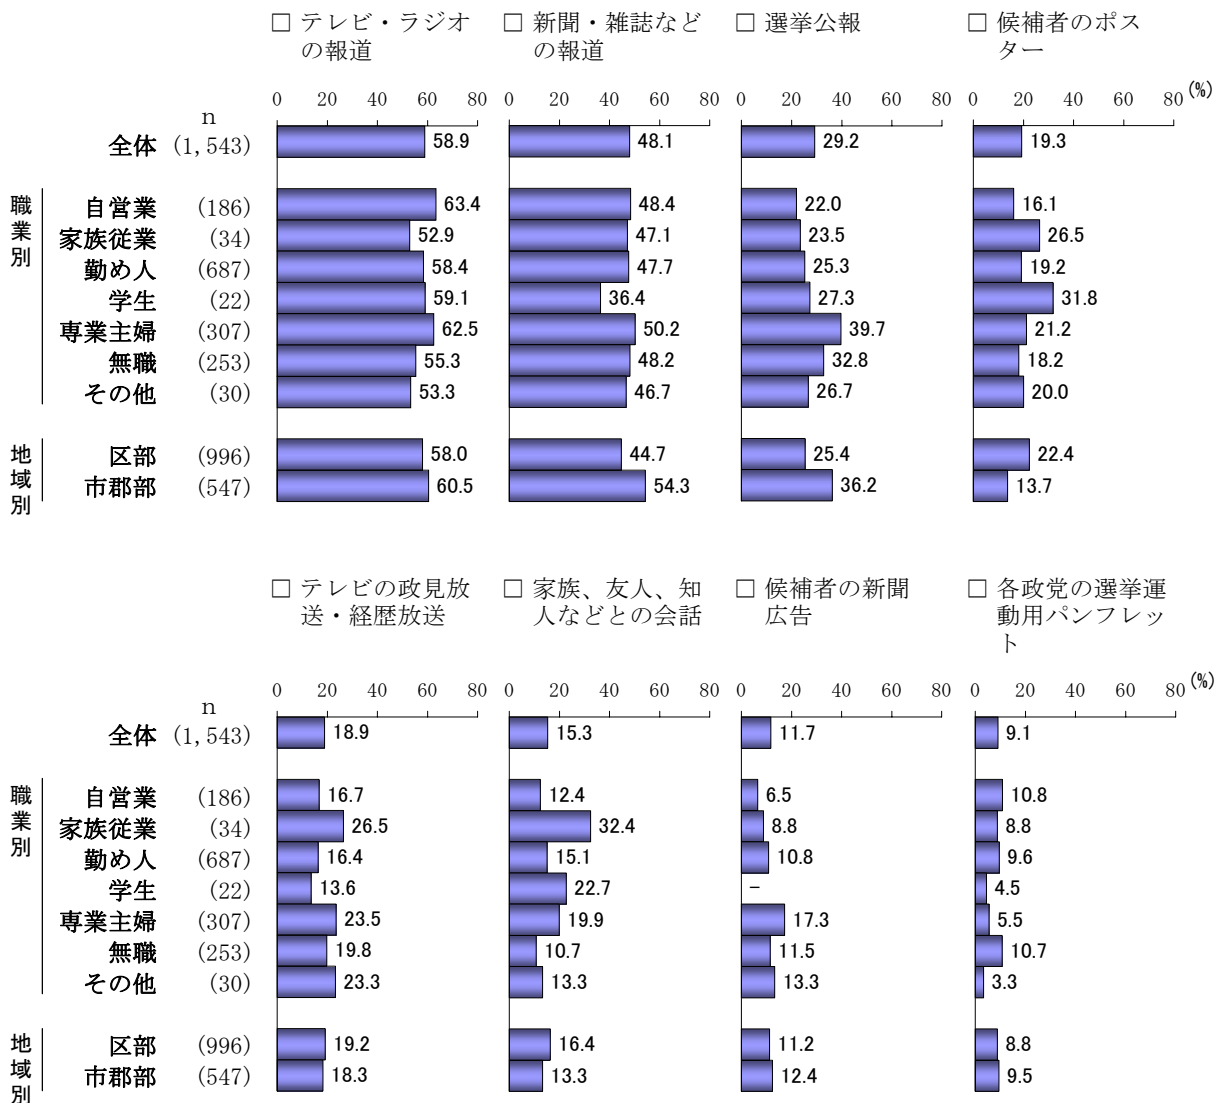 □ テレビ・ラジオの報道
□ 新聞・雑誌などの報道
□ 選挙公報
□ 候補者のポスター
0 20 40 60 80 0 20 40 60 80 0 20 40 60 80 0 20 40 60 80 (%)
n
全体 (1,543) 58.9 48.1 29.2 19.3
職業別
自営業 (186) 63.4 48.4 22.0 16.1
家族従業 (34) 52.9 47.1 23.5 26.5
勤め人 (687) 58.4 47.7 25.3 19.2
学生 (22) 59.1 36.4 27.3 31.8
専業主婦 (307) 62.5 50.2 39.7 21.2
無職 (253) 55.3 48.2 32.8 18.2
その他 (30) 53.3 46.7 26.7 20.0
地域別
区部 (996) 58.0 44.7 25.4 22.4
市郡部 (547) 60.5 54.3 36.2 13.7
□ テレビの政見放送・経歴放送
□ 家族、友人、知人などとの会話
□ 候補者の新聞広告
□ 各政党の選挙運動用パンフレット
0 20 40 60 80 0 20 40 60 80 0 20 40 60 80 0 20 40 60 80 (%)
n
全体 (1,543) 18.9 15.3 11.7 9.1
職業別
自営業 (186) 16.7 12.4 6.5 10.8
家族従業 (34) 26.5 32.4 8.8 8.8
勤め人 (687) 16.4 15.1 10.8 9.6
学生 (22) 13.6 22.7 - 4.5
専業主婦 (307) 23.5 19.9 17.3 5.5
無職 (253) 19.8 10.7 11.5 10.7
その他 (30) 23.3 13.3 13.3 3.3
地域別
区部 (996) 19.2 16.4 11.2 8.8
市郡部 (547) 18.3 13.3 12.4 9.5